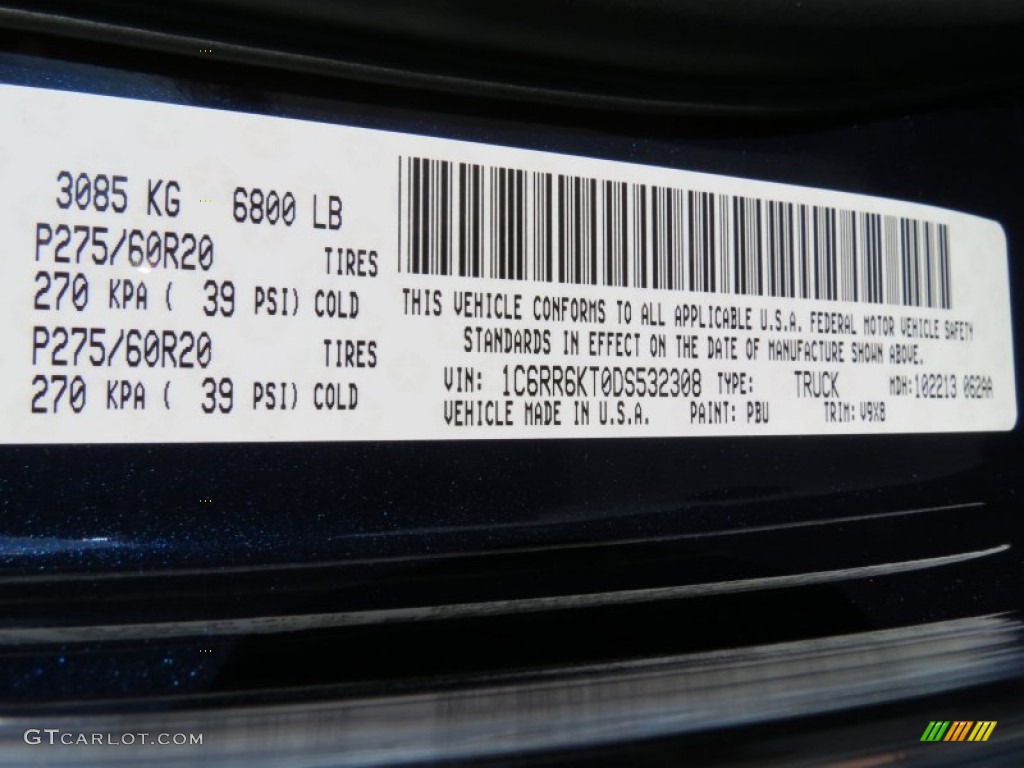 3085 KG 6800 LB
P275/60R20 TIRES
270 KPA ( 39 PSI) COLD
P275/60R20 TIRES
270 KPA ( 39 PSI) COLD
THIS VEHICLE CONFORMS TO ALL APPLICABLE U.S.A. FEDERAL MOTOR VEHICLE SAFETY
STANDARDS IN EFFECT ON THE DATE OF MANUFACTURE SHOWN ABOVE.
VIN: 1C6RR6KT0DS532308 TYPE: TRUCK MDH:102213 062AA
VEHICLE MADE IN U.S.A. PAINT: PBU TRIM: V9XB
GTCARLOT.COM